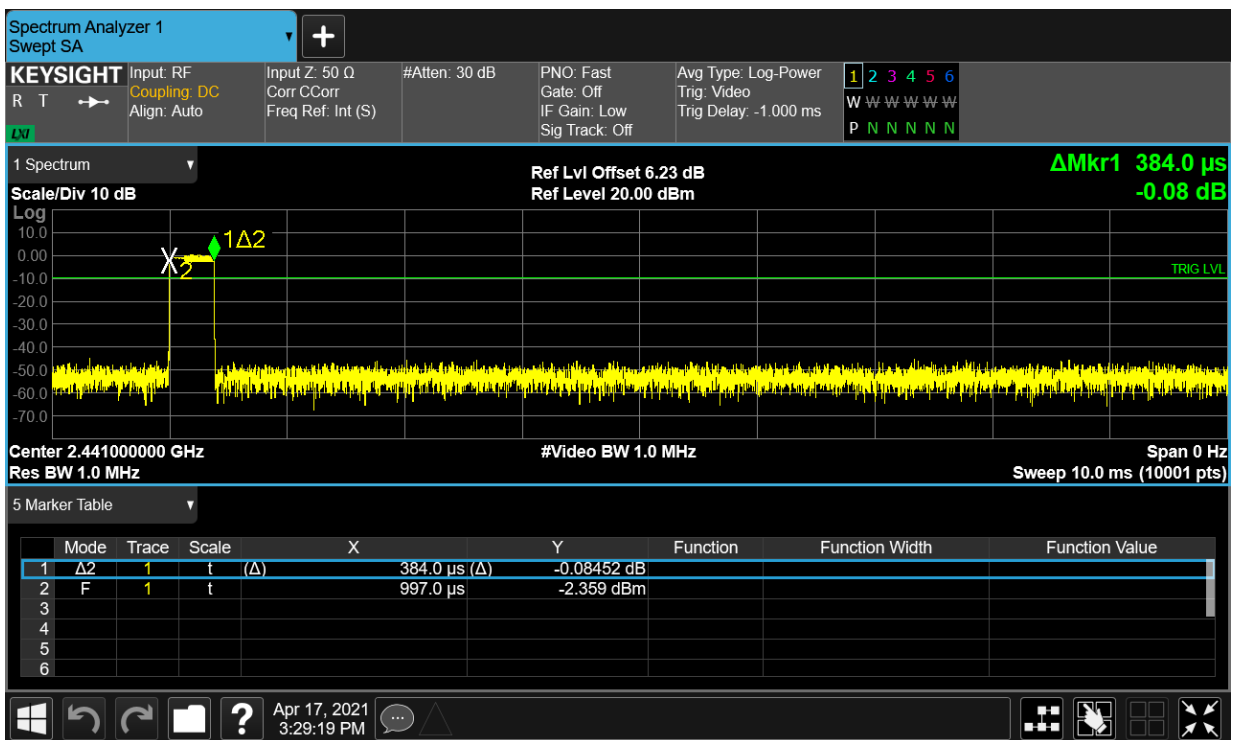 Spectrum Analyzer 1
Swept SA
+
KEYSIGHT
R T
LXI
Input: RF
Coupling: DC
Align: Auto
Input Z: 50 Ω
Corr CCorr
Freq Ref: Int (S)
#Atten: 30 dB
PNO: Fast
Gate: Off
IF Gain: Low
Sig Track: Off
Avg Type: Log-Power
Trig: Video
Trig Delay: -1.000 ms
1 2 3 4 5 6
W W W W W W
P N N N N N
1 Spectrum
Scale/Div 10 dB
Ref Lvl Offset 6.23 dB
Ref Level 20.00 dBm
ΔMkr1 384.0 µs
-0.08 dB
Log
10.0
0.00
-10.0
-20.0
-30.0
-40.0
-50.0
-60.0
-70.0
1Δ2
2
TRIG LVL
Center 2.441000000 GHz
Res BW 1.0 MHz
#Video BW 1.0 MHz
Span 0 Hz
Sweep 10.0 ms (10001 pts)
5 Marker Table
Mode Trace Scale X Y Function Function Width Function Value
1 Δ2 1 t (Δ) 384.0 µs (Δ) -0.08452 dB
2 F 1 t 997.0 µs -2.359 dBm
3
4
5
6
?
Apr 17, 2021
3:29:19 PM